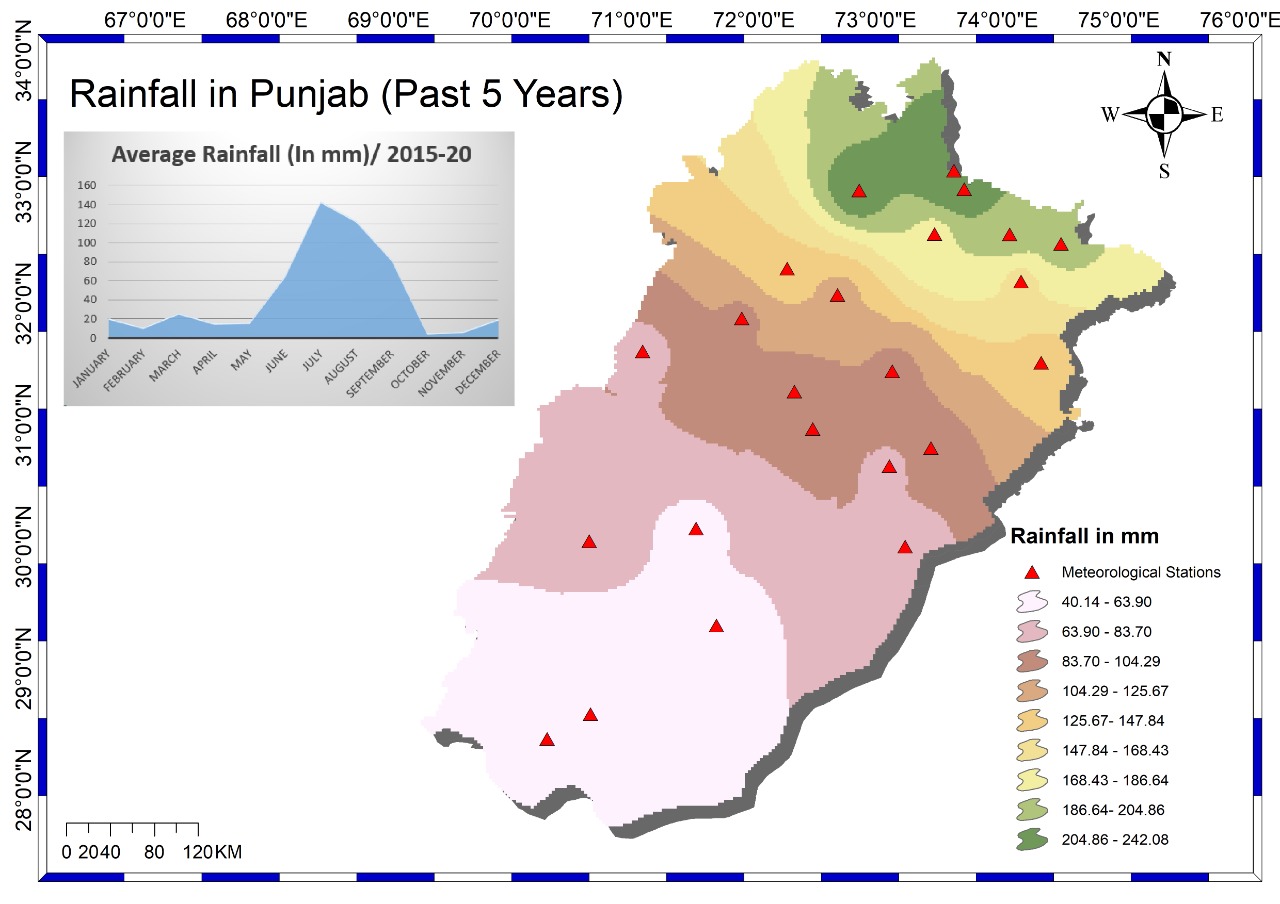 67°0'0"E 68°0'0"E 69°0'0"E 70°0'0"E 71°0'0"E 72°0'0"E 73°0'0"E 74°0'0"E 75°0'0"E 76°0'0"E
34°0'0"N
33°0'0"N
32°0'0"N
31°0'0"N
30°0'0"N
29°0'0"N
28°0'0"N
Rainfall in Punjab (Past 5 Years)
Average Rainfall (In mm)/ 2015-20
160
140
120
100
80
60
40
20
0
JANUARY
FEBRUARY
MARCH
APRIL
MAY
JUNE
JULY
AUGUST
SEPTEMBER
OCTOBER
NOVEMBER
DECEMBER
N
W E
S
Rainfall in mm
Meteorological Stations
40.14 - 63.90
63.90 - 83.70
83.70 - 104.29
104.29 - 125.67
125.67- 147.84
147.84 - 168.43
168.43 - 186.64
186.64- 204.86
204.86 - 242.08
0 20 40 80 120 KM